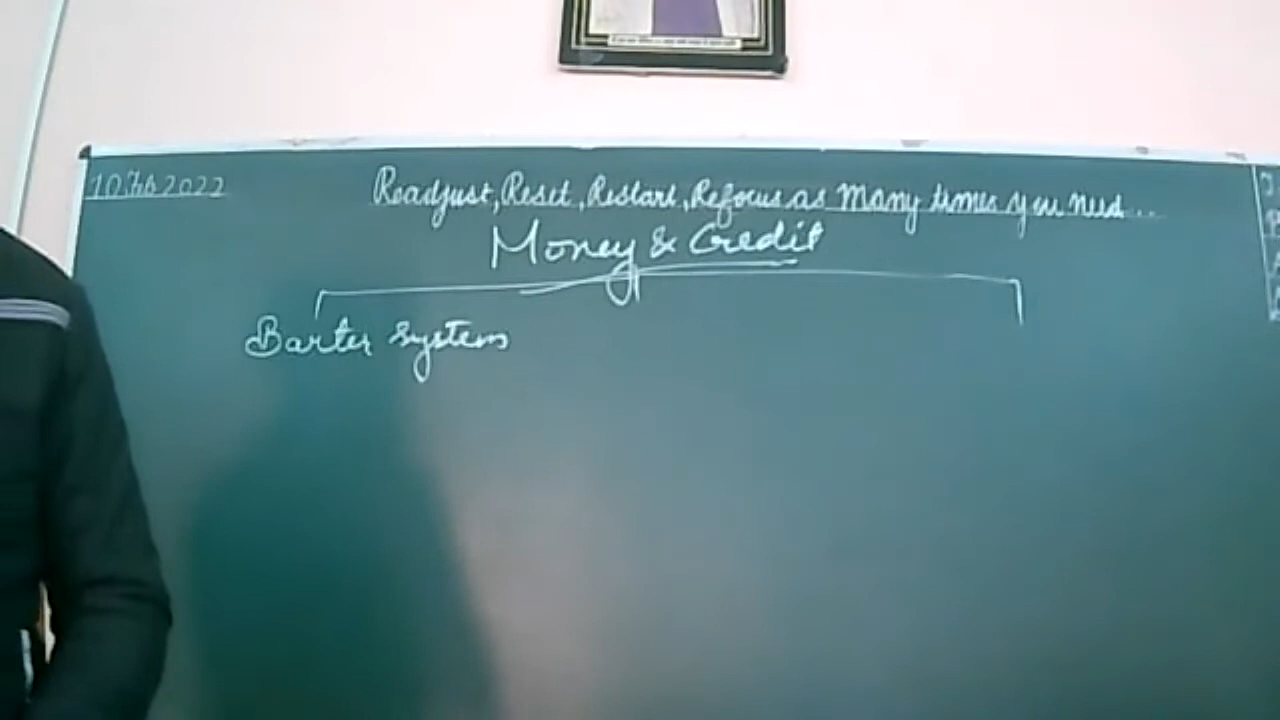 10 Feb 2022
Readjust, Reset, Restart, Refocus as Many times you need...
Money & Credit
Barter System